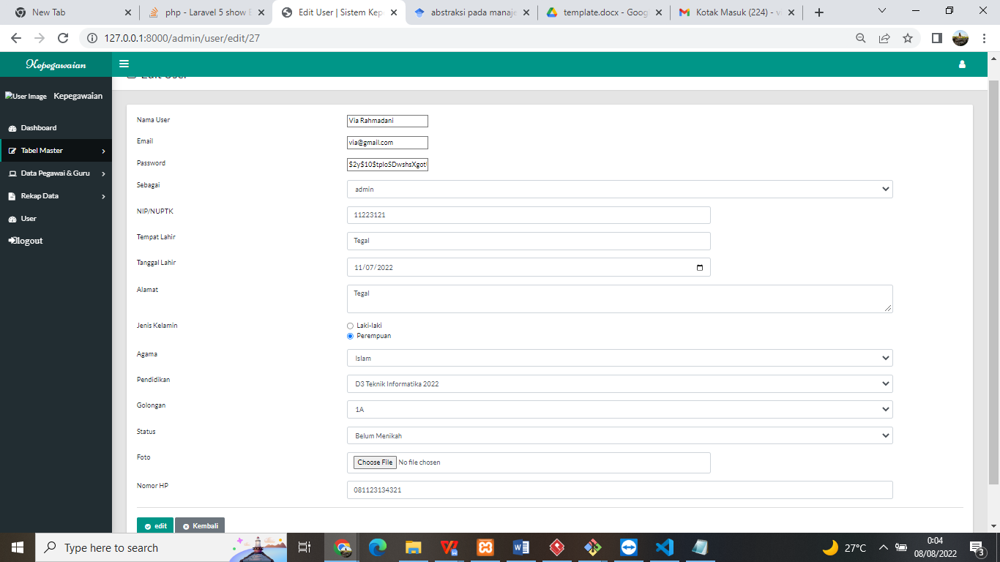 New Tab
php - Laravel 5 show E
Edit User | Sistem Kep
abstraksi pada manaje
template.docx - Goog
Kotak Masuk (224) - v
127.0.0.1:8000/admin/user/edit/27
Kepegawaian
Edit User
User Image Kepegawaian
Dashboard
Tabel Master
Data Pegawai & Guru
Rekap Data
User
logout
Nama User Via Rahmadani
Email via@gmail.com
Password
Sebagai admin
NIP/NUPTK 11223121
Tempat Lahir Tegal
Tanggal Lahir 11/07/2022
Alamat Tegal
Jenis Kelamin Laki-laki
Perempuan
Agama Islam
Pendidikan D3 Teknik Informatika 2022
Golongan 1A
Status Belum Menikah
Foto Choose File No file chosen
Nomor HP 081123134321
edit Kembali
Type here to search
27°C
0:04
08/08/2022
3